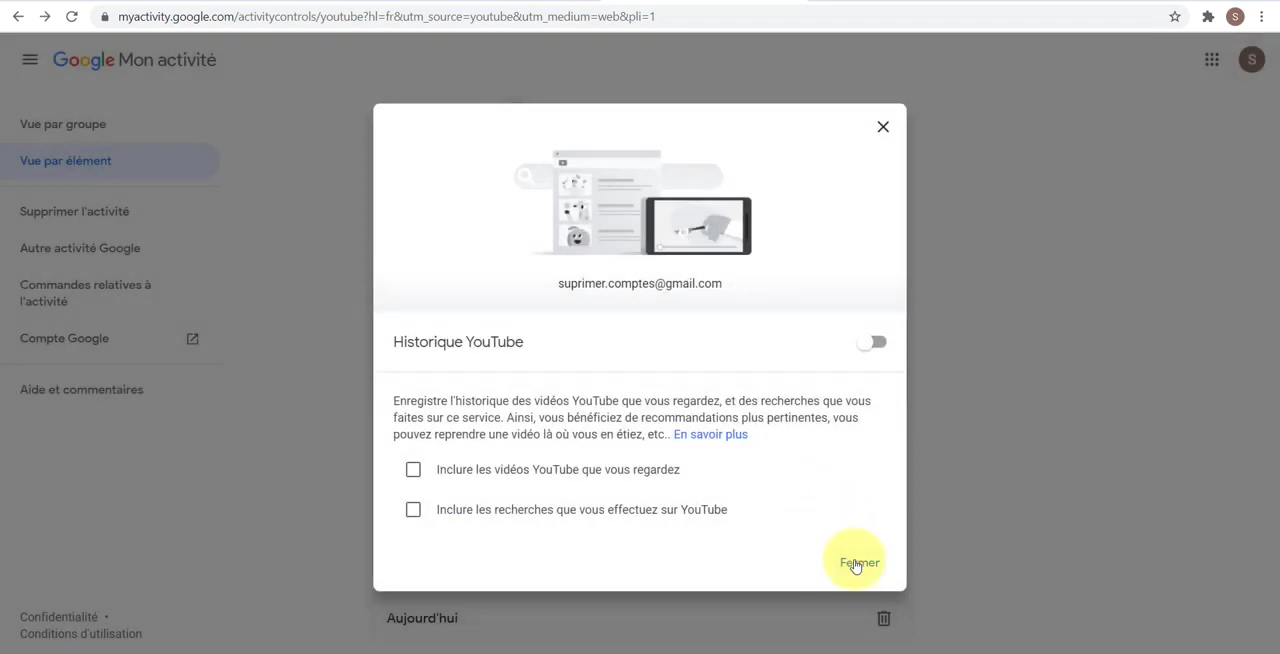 myactivity.google.com/activitycontrols/youtube?hl=fr&utm_source=youtube&utm_medium=web&pli=1
S
Google Mon activité
S
Vue par groupe
Vue par élément
Supprimer l'activité
Autre activité Google
Commandes relatives à
l'activité
Compte Google
Aide et commentaires
Confidentialité •
Conditions d'utilisation
suprimer.comptes@gmail.com
Historique YouTube
Enregistre l'historique des vidéos YouTube que vous regardez, et des recherches que vous
faites sur ce service. Ainsi, vous bénéficiez de recommandations plus pertinentes, vous
pouvez reprendre une vidéo là où vous en étiez, etc.. En savoir plus
Inclure les vidéos YouTube que vous regardez
Inclure les recherches que vous effectuez sur YouTube
Fermer
Aujourd'hui